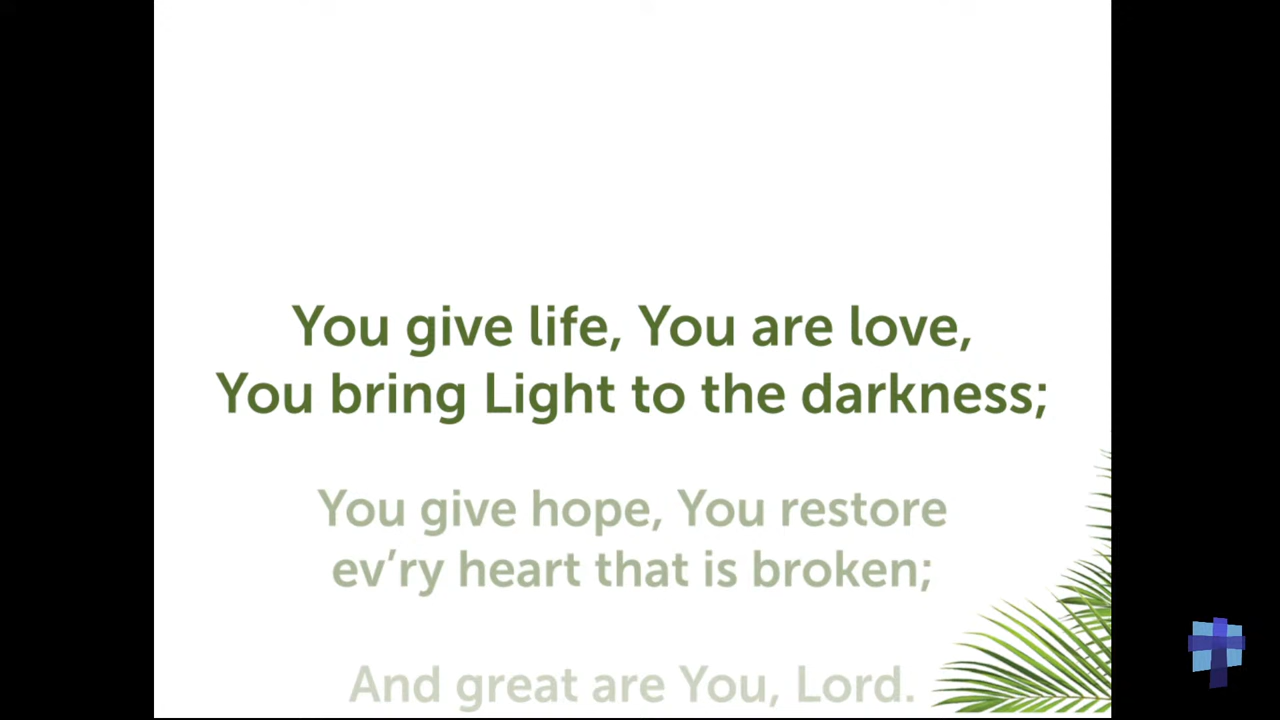 You give life, You are love,
You bring Light to the darkness;
You give hope, You restore
ev’ry heart that is broken;
And great are You, Lord.